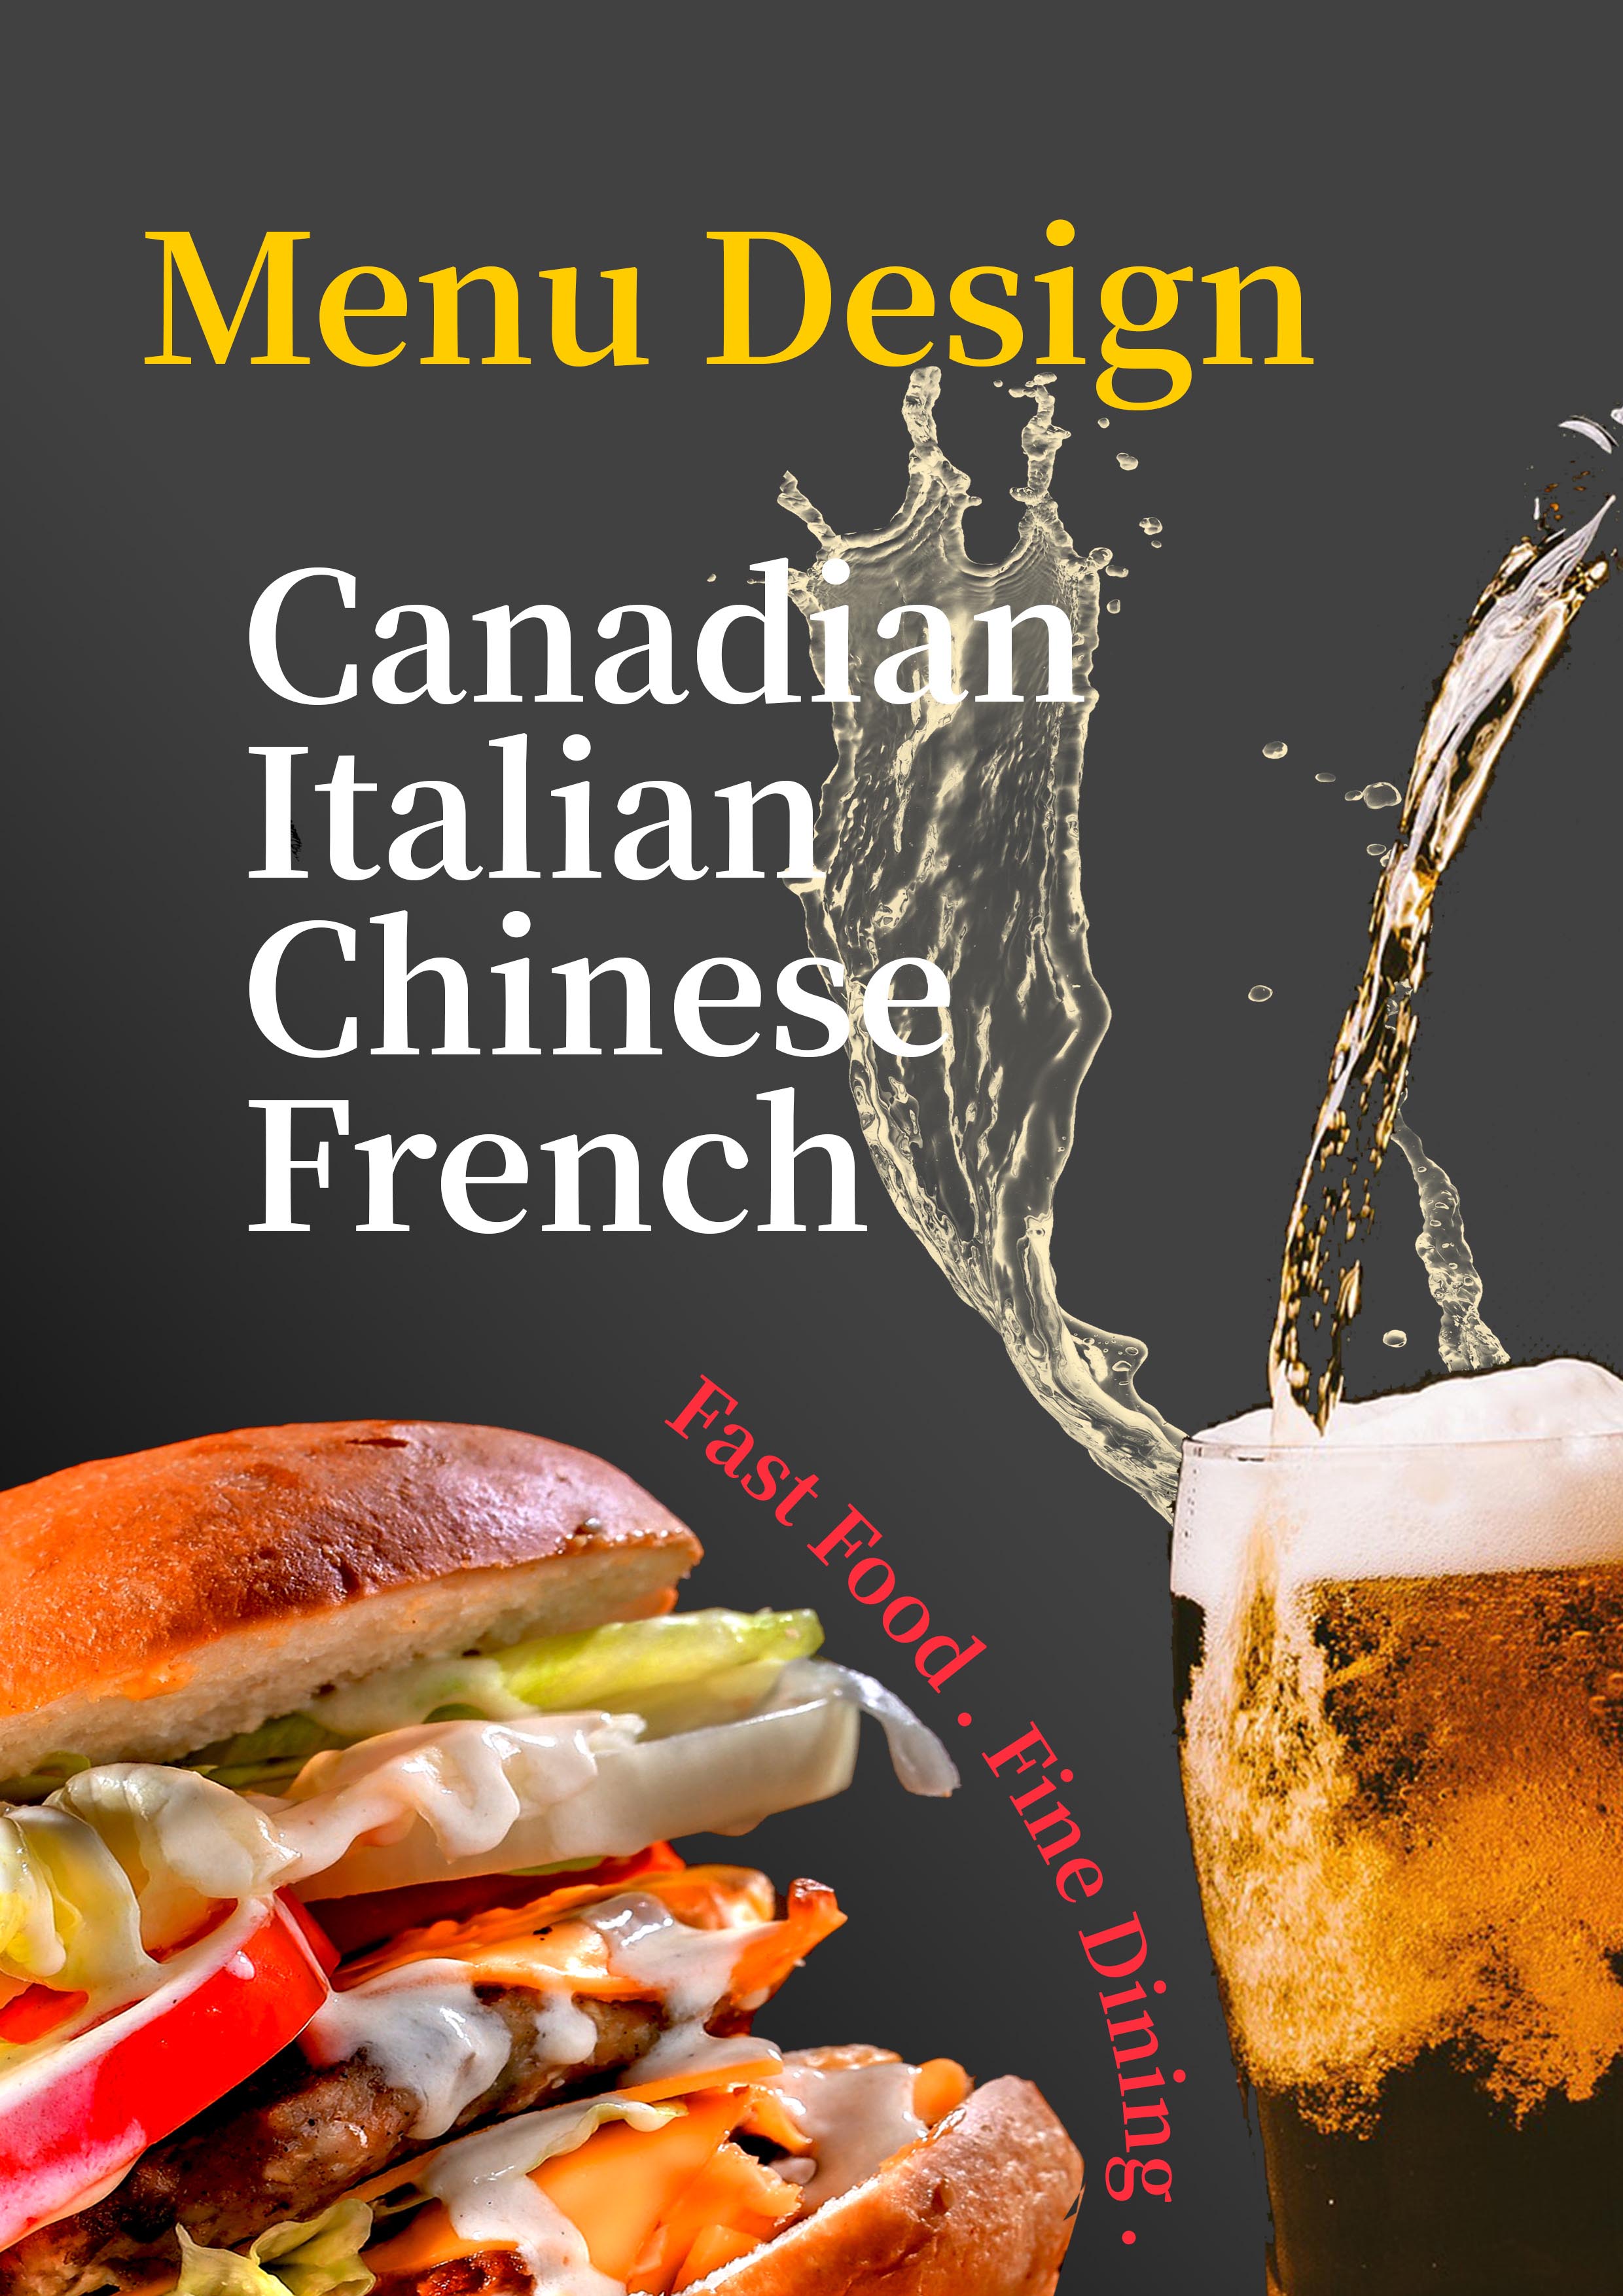 Menu Design
Canadian
Italian
Chinese
French
Fast Food . Fine Dining .